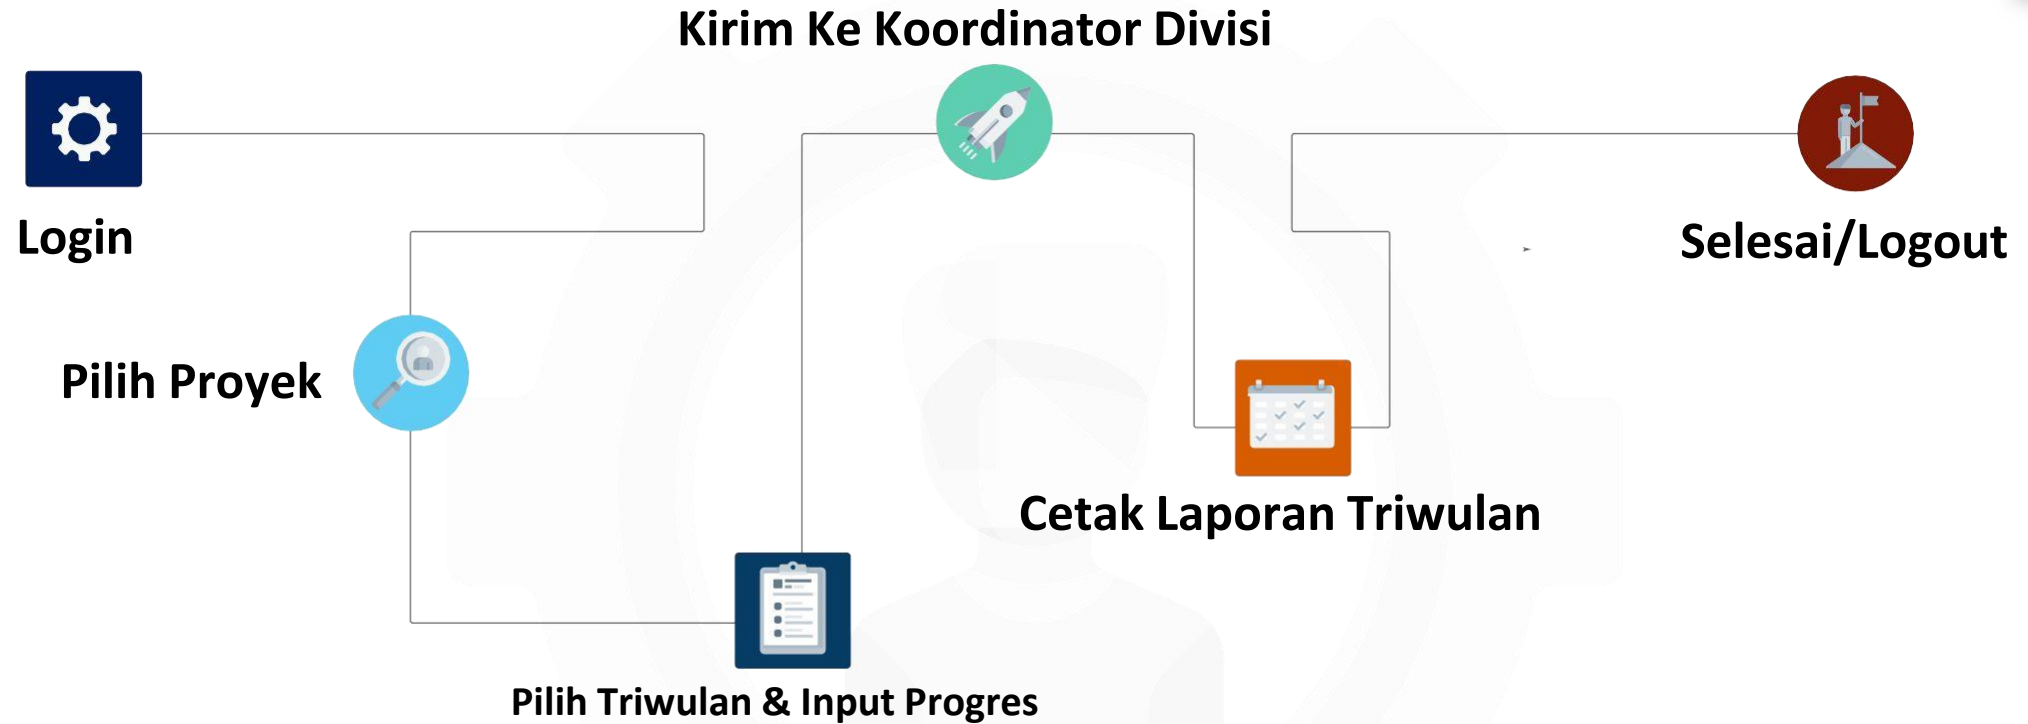 Kirim Ke Koordinator Divisi
Login
Selesai/Logout
Pilih Proyek
Cetak Laporan Triwulan
Pilih Triwulan & Input Progres